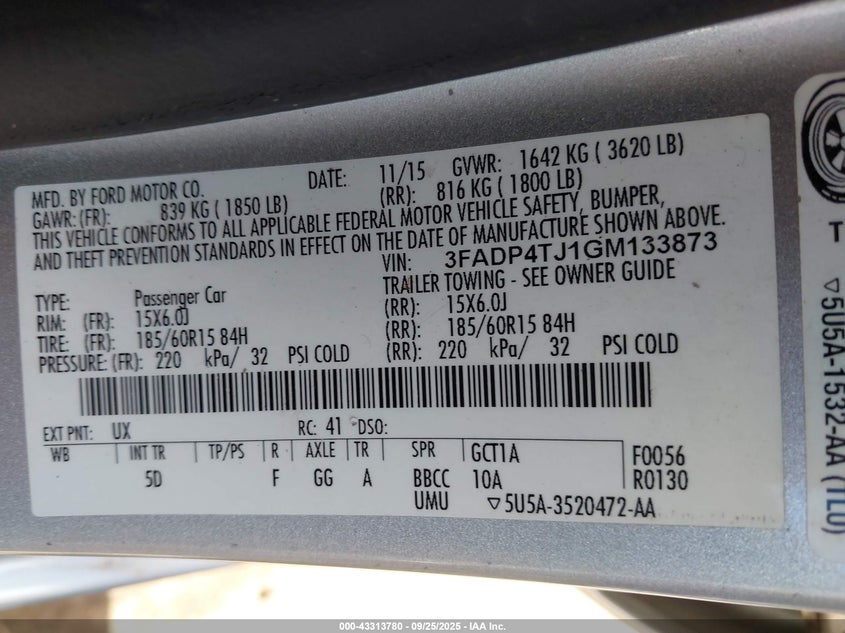 MFD. BY FORD MOTOR CO. DATE: 11/15 GVWR: 1642 KG ( 3620 LB)
GAWR: (FR): 839 KG ( 1850 LB) (RR): 816 KG ( 1800 LB)
THIS VEHICLE CONFORMS TO ALL APPLICABLE FEDERAL MOTOR VEHICLE SAFETY, BUMPER,
AND THEFT PREVENTION STANDARDS IN EFFECT ON THE DATE OF MANUFACTURE SHOWN ABOVE.
VIN: 3FADP4TJ1GM133873
TRAILER TOWING - SEE OWNER GUIDE
TYPE: Passenger Car
RIM: (FR): 15X6.0J (RR): 15X6.0J
TIRE: (FR): 185/60R15 84H (RR): 185/60R15 84H
PRESSURE: (FR): 220 kPa/ 32 PSI COLD (RR): 220 kPa/ 32 PSI COLD
EXT PNT: UX RC: 41 DSO:
WB INT TR TP/PS R AXLE TR SPR GCT1A F0056
5D F GG A BBCC 10A R0130
UMU ▽5U5A-3520472-AA
T
▽5U5A-1532-AA (TL0)
000-43313780 - 09/25/2025 - IAA Inc.